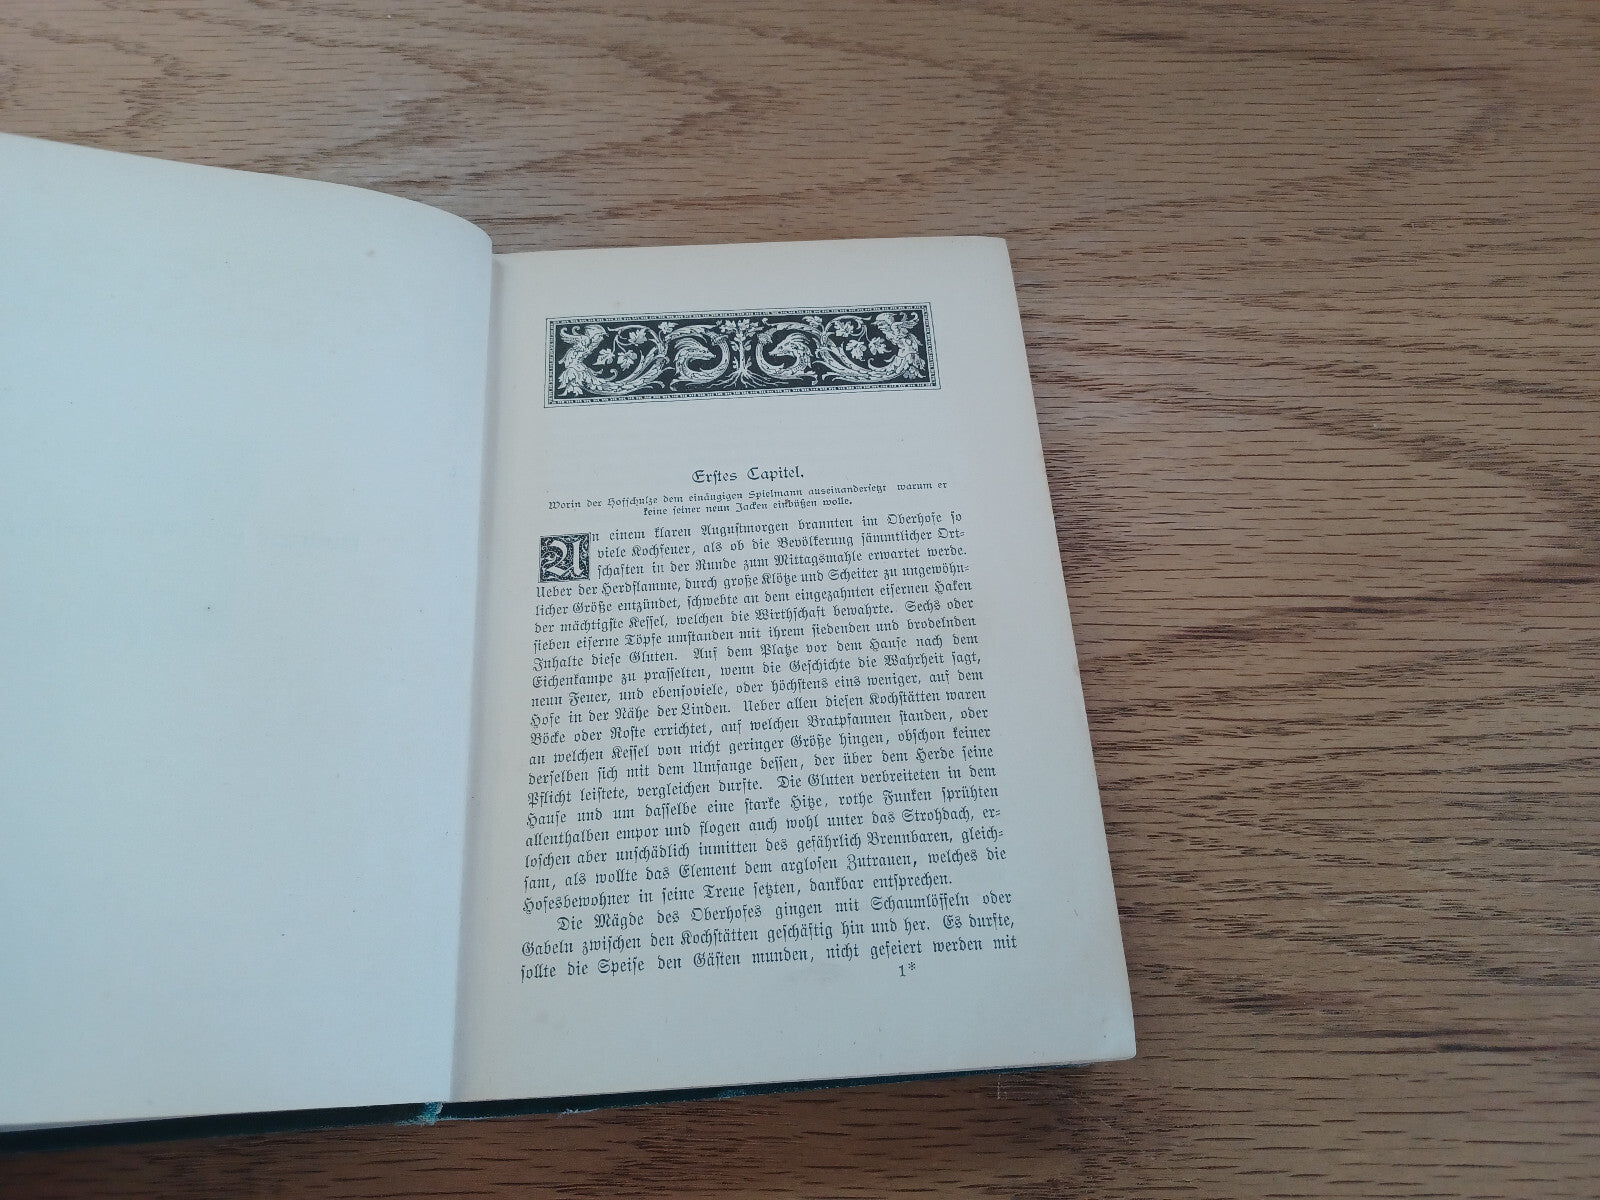 Erstes Capitel.
Worin der Hofschulze dem einäugigen Spielmann auseinandersetzt warum er
keine seiner neun Jacken einbüßen wolle.
An einem klaren Augustmorgen brannten im Oberhofe so
viele Kochfeuer, als ob die Bevölkerung sämmtlicher Ort-
schaften in der Runde zum Mittagsmahle erwartet werde.
Ueber der Herdflamme, durch große Klötze und Scheiter zu ungewöhn-
licher Größe entzündet, schwebte an dem eingezahnten eisernen Haken
der mächtigste Kessel, welchen die Wirthschaft bewahrte. Sechs oder
sieben eiserne Töpfe umstanden mit ihrem siedenden und brodelnden
Inhalte diese Gluten. Auf dem Platze vor dem Hause nach dem
Eichenkampe zu prasselten, wenn die Geschichte die Wahrheit sagt,
neun Feuer, und ebensoviele, oder höchstens eins weniger, auf dem
Hofe in der Nähe der Linden. Ueber allen diesen Kochstätten waren
Böcke oder Roste errichtet, auf welchen Bratpfannen standen, oder
an welchen Kessel von nicht geringer Größe hingen, obschon keiner
derselben sich mit dem Umfange dessen, der über dem Herde seine
Pflicht leistete, vergleichen durfte. Die Gluten verbreiteten in dem
Hause und um dasselbe eine starke Hitze, rothe Funken sprühten
allenthalben empor und flogen auch wohl unter das Strohdach, er-
loschen aber unschädlich inmitten des gefährlich Brennbaren, gleich-
sam, als wollte das Element dem arglosen Zutrauen, welches die
Hofesbewohner in seine Treue setzten, dankbar entsprechen.
Die Mägde des Oberhofes gingen mit Schaumlöffeln oder
Gabeln zwischen den Kochstätten geschäftig hin und her. Es durfte,
sollte die Speise den Gästen munden, nicht gefeiert werden mit
1*